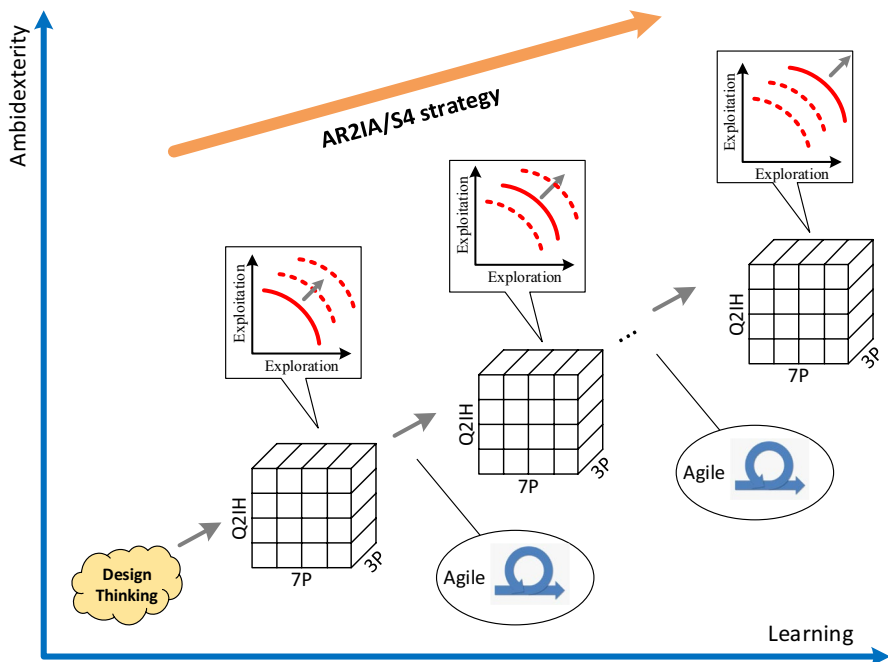 Ambidexterity
AR2IA/S4 strategy
Exploitation
Exploration
Exploitation
Exploration
Exploitation
Exploration
Q2IH
7P
3P
Q2IH
7P
3P
...
Q2IH
7P
3P
Agile
Agile
Design
Thinking
Learning